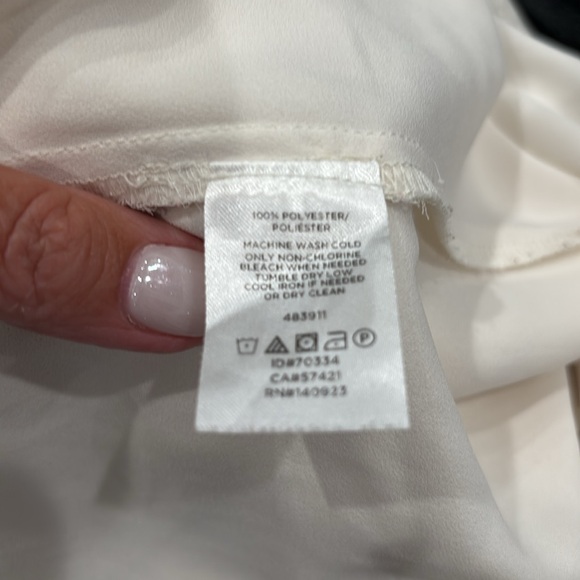 100% POLYESTER/
POLIESTER
MACHINE WASH COLD
ONLY NON-CHLORINE
BLEACH WHEN NEEDED
TUMBLE DRY LOW
COOL IRON IF NEEDED
OR DRY CLEAN
483911
P
ID#70334
CA#57421
RN#140923